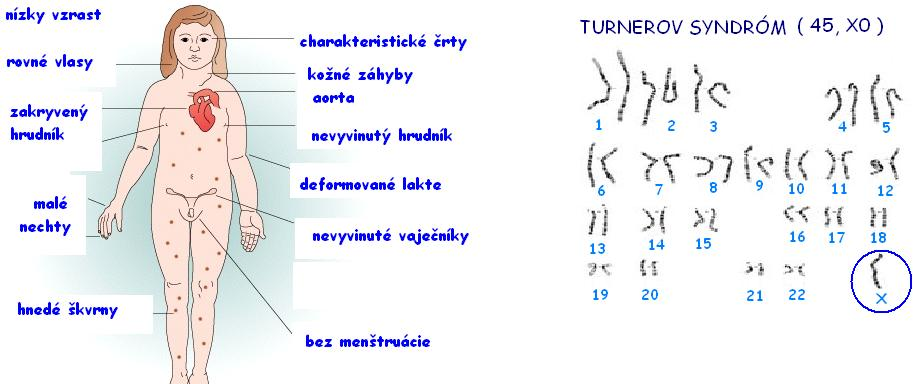 nízky vzrast
rovné vlasy
zakryvený
hrudník
malé
nechty
hnedé škvrny
charakteristické črty
kožné záhyby
aorta
nevyvinutý hrudník
deformované lakte
nevyvinuté vaječníky
bez menštruácie
TURNEROV SYNDRÓM ( 45, X0 )
1 2 3 4 5
6 7 8 9 10 11 12
13 14 15 16 17 18
19 20 21 22 X